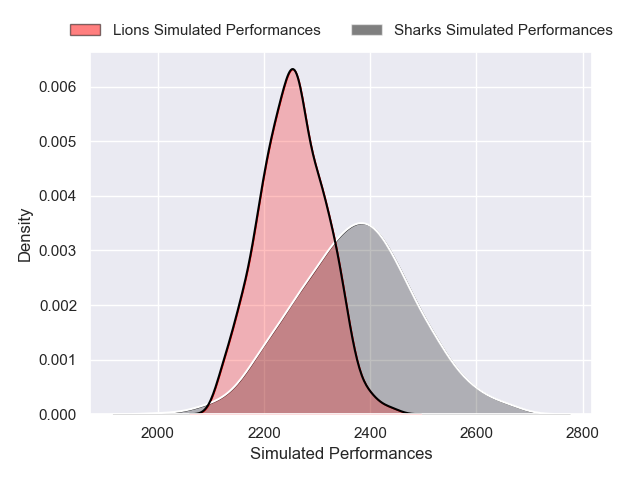 Lions Simulated Performances Sharks Simulated Performances
0.006
0.005
0.004
0.003
0.002
0.001
0.000
Density
2000 2200 2400 2600 2800
Simulated Performances